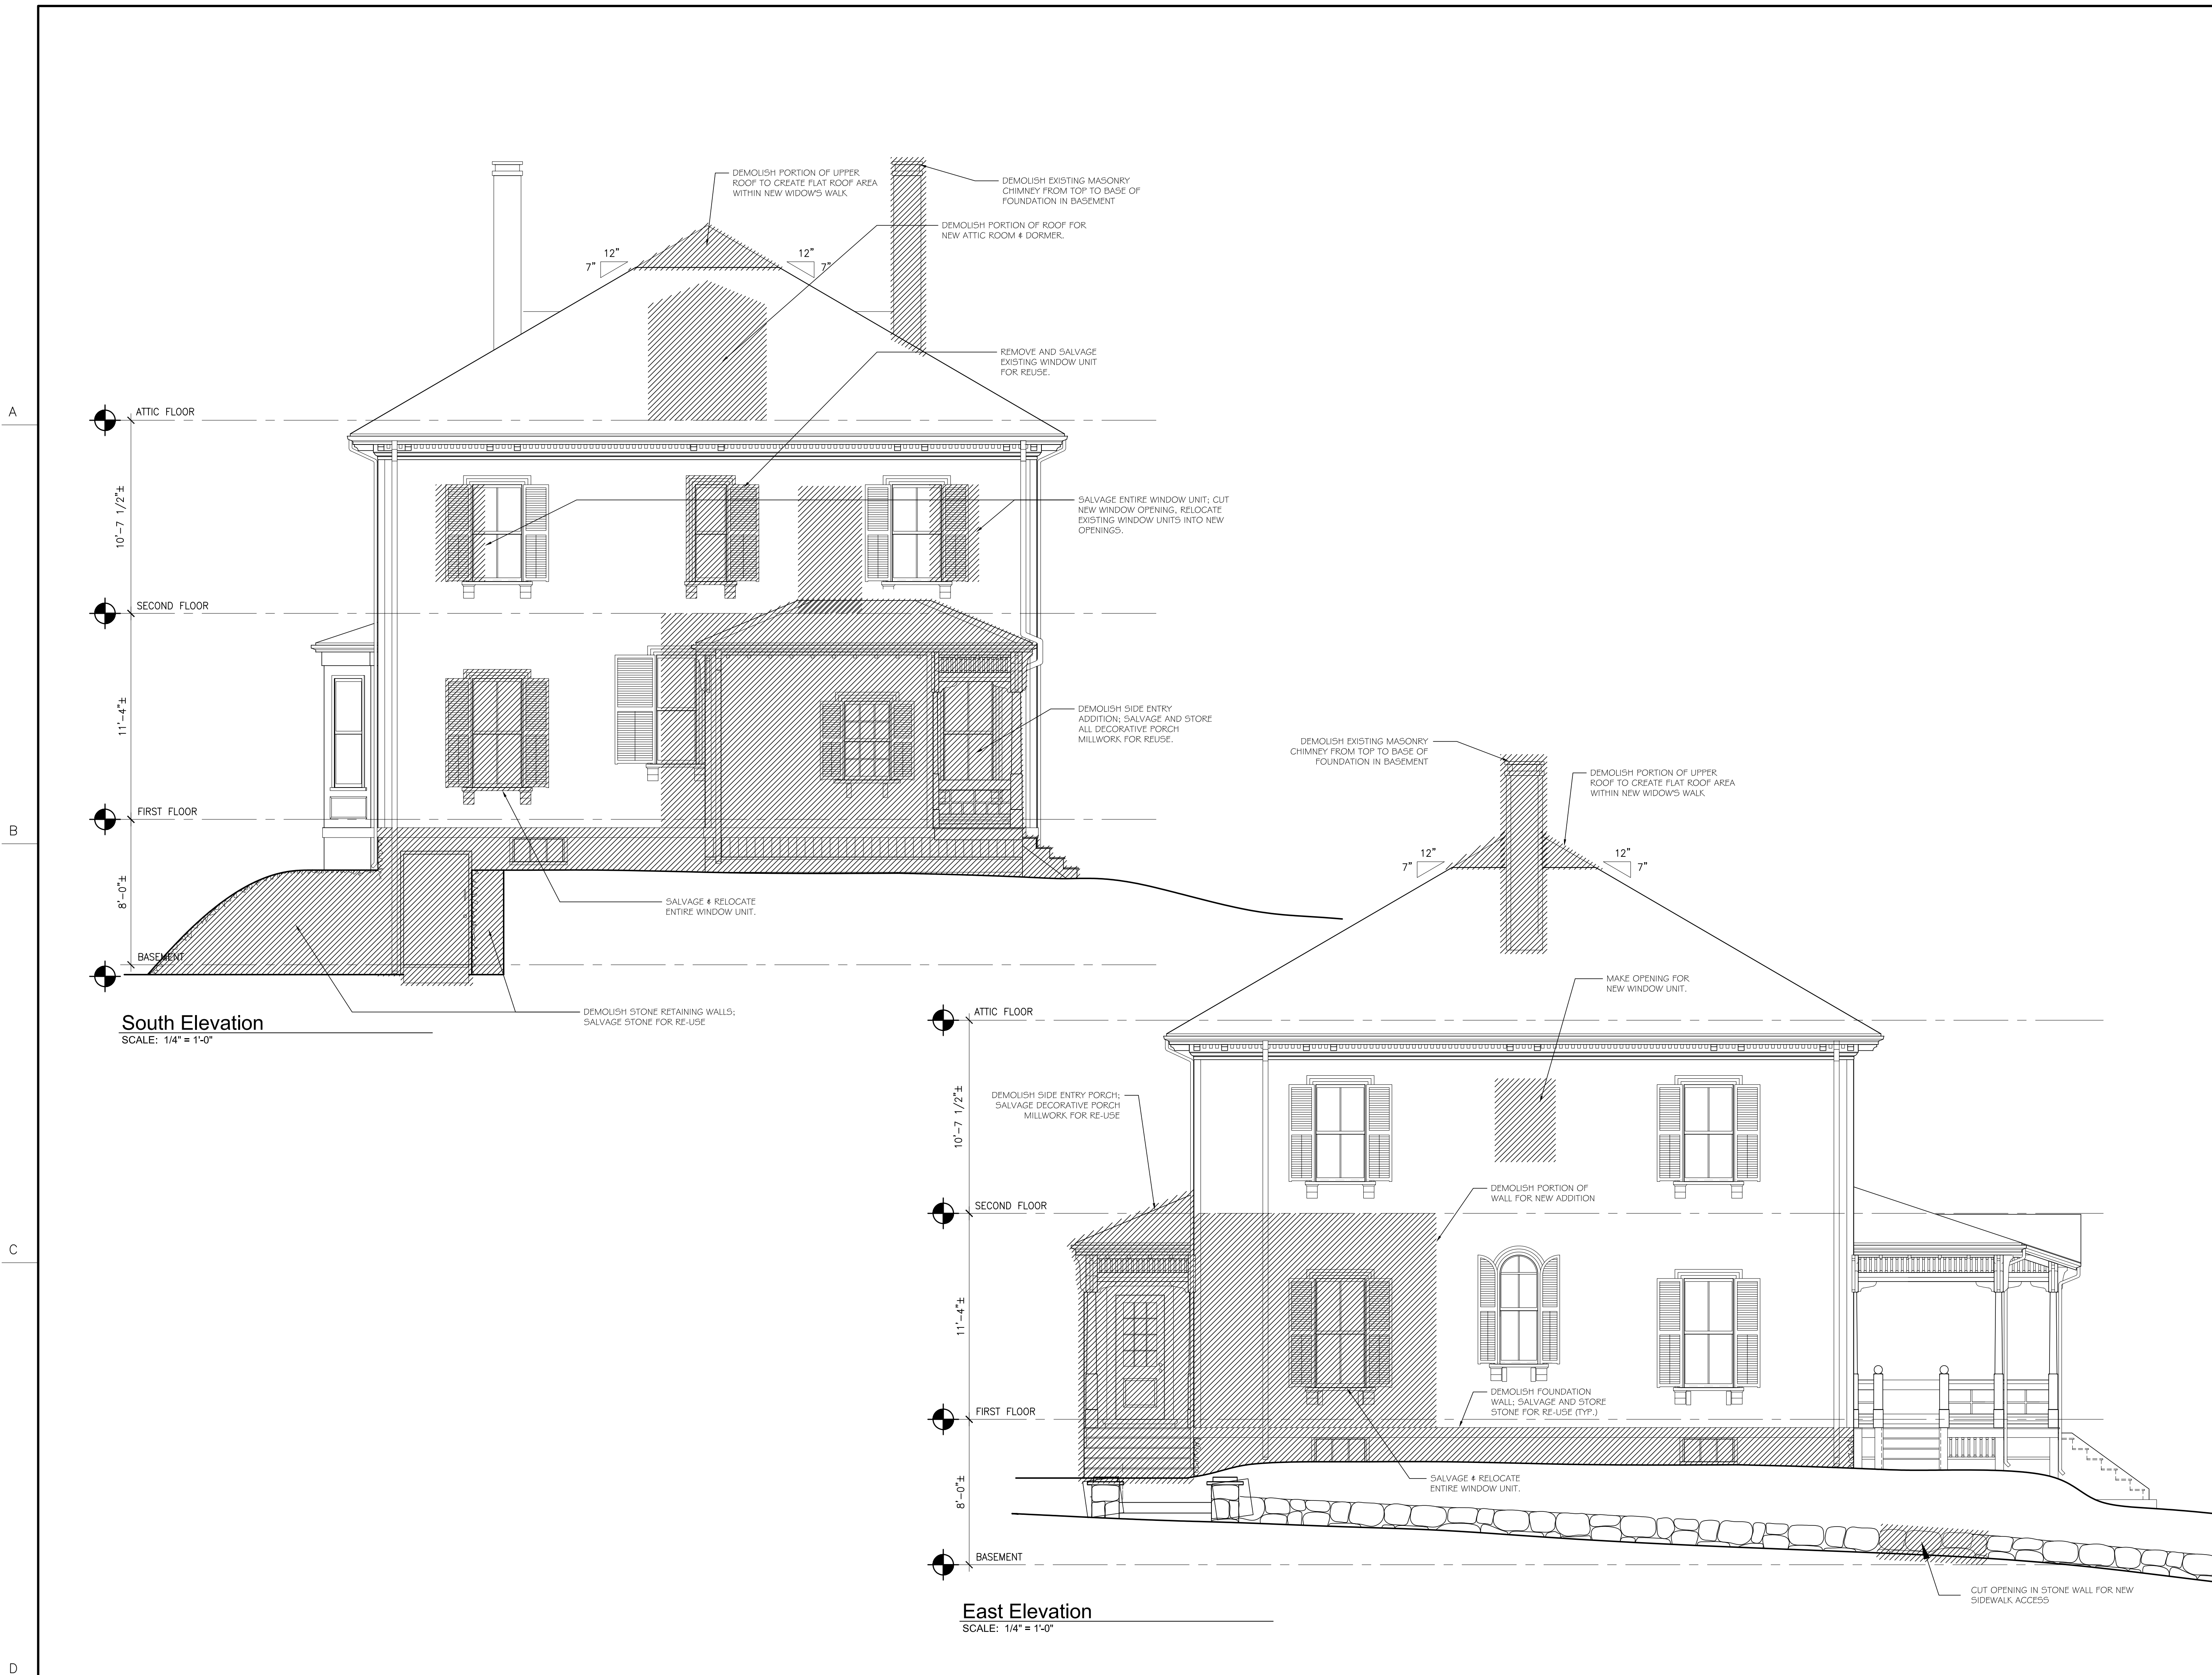 DEMOLISH PORTION OF UPPER
ROOF TO CREATE FLAT ROOF AREA
WITHIN NEW WIDOW'S WALK
DEMOLISH EXISTING MASONRY
CHIMNEY FROM TOP TO BASE OF
FOUNDATION IN BASEMENT
DEMOLISH PORTION OF ROOF FOR
NEW ATTIC ROOM & DORMER.
12"
7"
12"
7"
REMOVE AND SALVAGE
EXISTING WINDOW UNIT
FOR REUSE.
A
ATTIC FLOOR
10'-7 1/2"±
SALVAGE ENTIRE WINDOW UNIT; CUT
NEW WINDOW OPENING, RELOCATE
EXISTING WINDOW UNITS INTO NEW
OPENINGS.
SECOND FLOOR
11'-4"±
DEMOLISH SIDE ENTRY
ADDITION; SALVAGE AND STORE
ALL DECORATIVE PORCH
MILLWORK FOR REUSE.
FIRST FLOOR
B
8'-0"±
SALVAGE & RELOCATE
ENTIRE WINDOW UNIT.
BASEMENT
DEMOLISH STONE RETAINING WALLS;
SALVAGE STONE FOR RE-USE
South Elevation
SCALE: 1/4" = 1'-0"
DEMOLISH EXISTING MASONRY
CHIMNEY FROM TOP TO BASE OF
FOUNDATION IN BASEMENT
DEMOLISH PORTION OF UPPER
ROOF TO CREATE FLAT ROOF AREA
WITHIN NEW WIDOW'S WALK
12"
7"
12"
7"
MAKE OPENING FOR
NEW WINDOW UNIT.
ATTIC FLOOR
10'-7 1/2"±
DEMOLISH SIDE ENTRY PORCH;
SALVAGE DECORATIVE PORCH
MILLWORK FOR RE-USE
DEMOLISH PORTION OF
WALL FOR NEW ADDITION
SECOND FLOOR
C
11'-4"±
DEMOLISH FOUNDATION
WALL; SALVAGE AND STORE
STONE FOR RE-USE (TYP.)
FIRST FLOOR
8'-0"±
SALVAGE & RELOCATE
ENTIRE WINDOW UNIT.
BASEMENT
CUT OPENING IN STONE WALL FOR NEW
SIDEWALK ACCESS
East Elevation
SCALE: 1/4" = 1'-0"
D